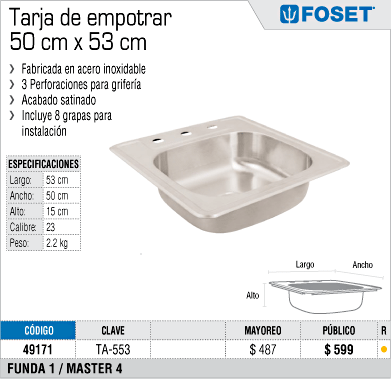 Tarja de empotrar
50 cm x 53 cm
FOSET®
Fabricada en acero inoxidable
3 Perforaciones para grifería
Acabado satinado
Incluye 8 grapas para
instalación
ESPECIFICACIONES
Largo: 53 cm
Ancho: 50 cm
Alto: 15 cm
Calibre: 23
Peso: 2.2 kg
Largo
Ancho
Alto
CÓDIGO CLAVE MAYOREO PÚBLICO R
49171 TA-553 $ 487 $ 599
FUNDA 1 / MASTER 4